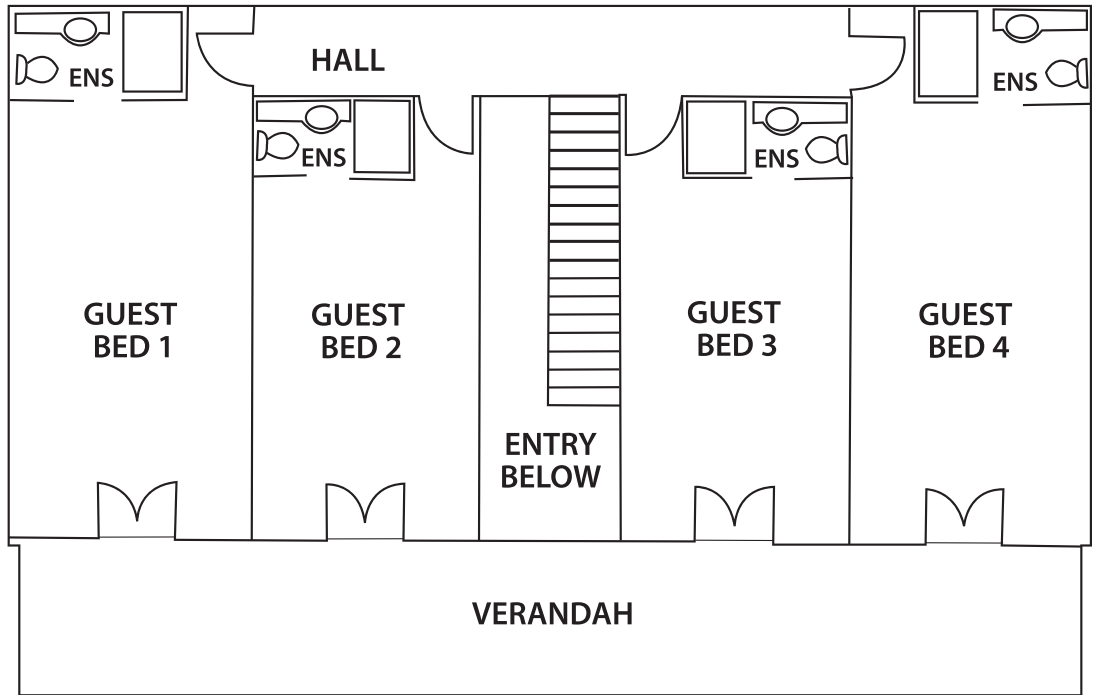 HALL
ENS
ENS
ENS
ENS
GUEST
BED 1
GUEST
BED 2
GUEST
BED 3
GUEST
BED 4
ENTRY
BELOW
VERANDAH